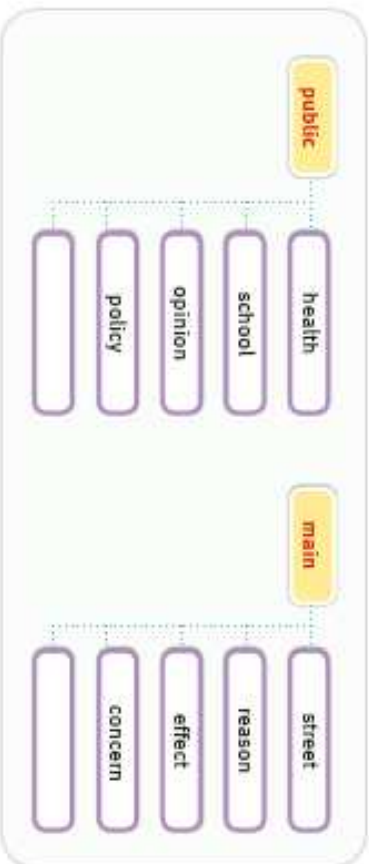 public
health
school
opinion
policy
main
street
reason
effect
concern